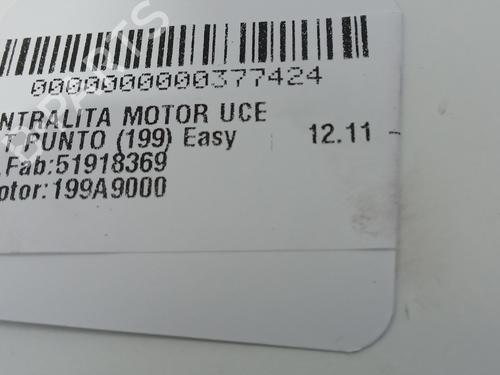 0000000000377424
NTRALITA MOTOR UCE
T PUNTO (199) Easy 12.11
.Fab:51918369
otor:199A9000